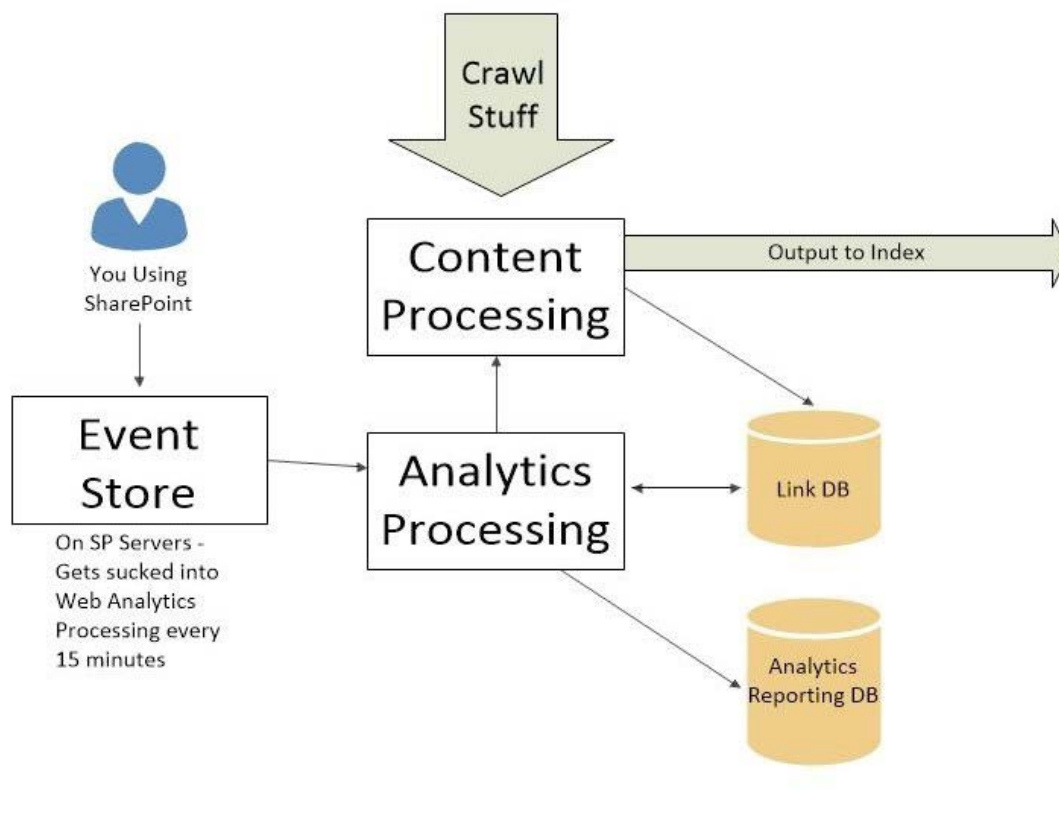 Crawl
Stuff
You Using
SharePoint
Content
Processing
Output to Index
Event
Store
On SP Servers -
Gets sucked into
Web Analytics
Processing every
15 minutes
Analytics
Processing
Link DB
Analytics
Reporting DB